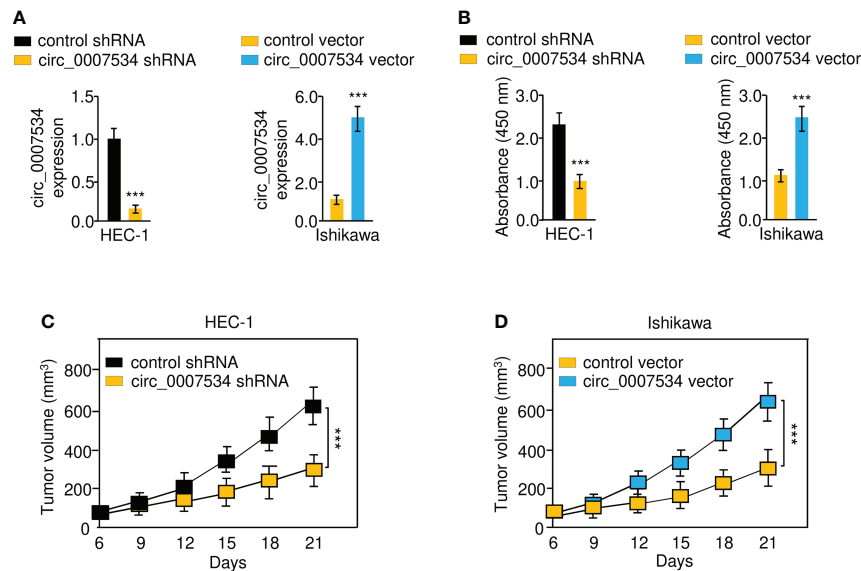 A
control shRNA
circ_0007534 shRNA
control vector
circ_0007534 vector
circ_0007534
expression
1.5
1.0
0.5
0.0
***
HEC-1
circ_0007534
expression
6.0
4.0
2.0
0.0
***
Ishikawa
B
control shRNA
circ_0007534 shRNA
control vector
circ_0007534 vector
Absorbance (450 nm)
3.0
2.0
1.0
0.0
***
HEC-1
Absorbance (450 nm)
3.0
2.0
1.0
0.0
***
Ishikawa
C
HEC-1
control shRNA
circ_0007534 shRNA
Tumor volume (mm³)
800
600
400
200
0
***
6 9 12 15 18 21
Days
D
Ishikawa
control vector
circ_0007534 vector
Tumor volume (mm³)
800
600
400
200
0
***
6 9 12 15 18 21
Days